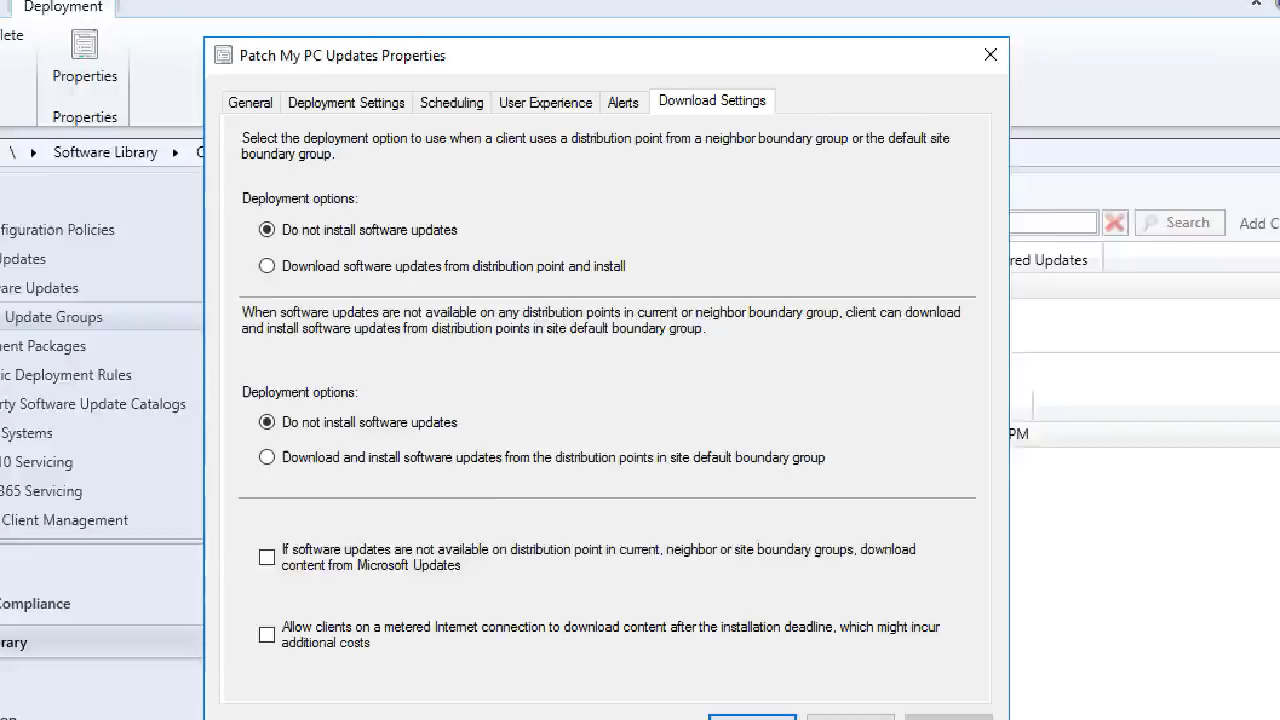 Deployment
lete
Properties
Properties
\ Software Library
Patch My PC Updates Properties
General Deployment Settings Scheduling User Experience Alerts Download Settings
Select the deployment option to use when a client uses a distribution point from a neighbor boundary group or the default site
boundary group.
Deployment options:
Do not install software updates
Download software updates from distribution point and install
When software updates are not available on any distribution points in current or neighbor boundary group, client can download
and install software updates from distribution points in site default boundary group.
Deployment options:
Do not install software updates
Download and install software updates from the distribution points in site default boundary group
If software updates are not available on distribution point in current, neighbor or site boundary groups, download
content from Microsoft Updates
Allow clients on a metered Internet connection to download content after the installation deadline, which might incur
additional costs
figuration Policies
Updates
are Updates
Update Groups
ent Packages
ic Deployment Rules
rty Software Update Catalogs
Systems
10 Servicing
365 Servicing
Client Management
Compliance
rary
Search Add C
red Updates
PM